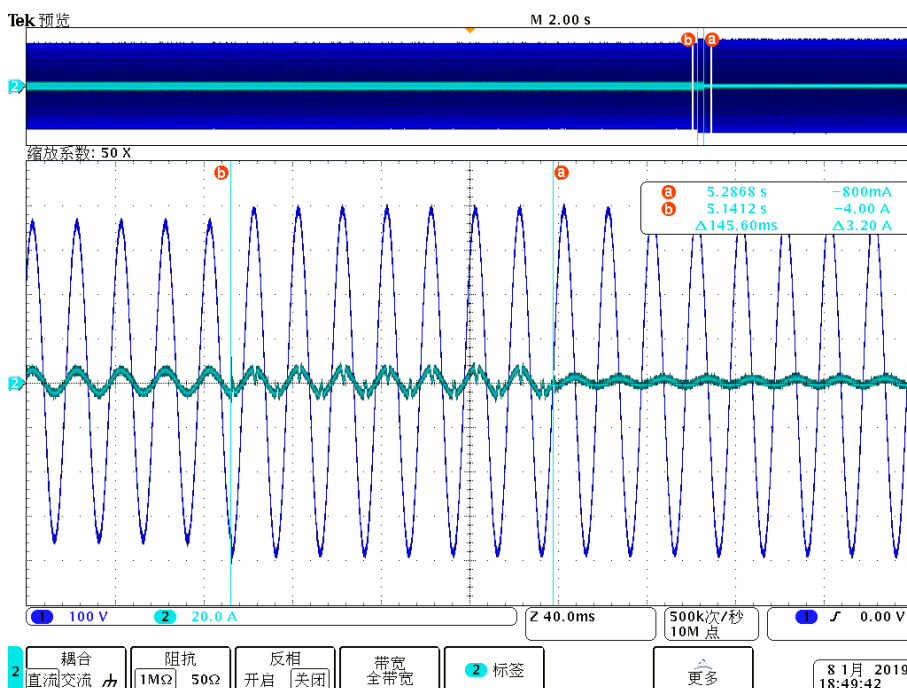 Tek 预览 M 2.00 s
b a
2
缩放系数: 50 X
b a
a 5.2868 s −800mA
b 5.1412 s −4.00 A
Δ145.60ms Δ3.20 A
2
1 100 V 2 20.0 A Z 40.0ms 500k次/秒 1 0.00 V
10M 点
2 耦合 阻抗 反相 带宽 2 标签 更多 8 1月 2019
直流 交流 1MΩ 50Ω 开启 关闭 全带宽 18:49:42